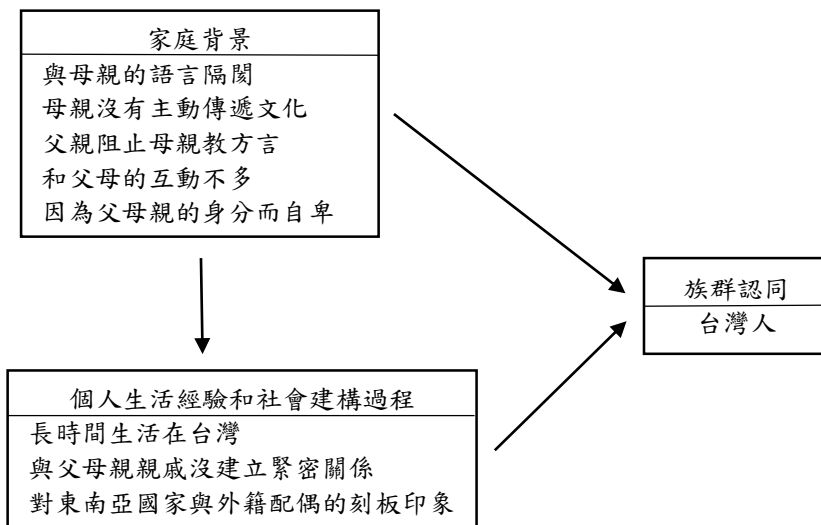 家庭背景
與母親的語言隔閡
母親沒有主動傳遞文化
父親阻止母親教方言
和父母的互動不多
因為父母親的身分而自卑
族群認同
台灣人
個人生活經驗和社會建構過程
長時間生活在台灣
與父母親親戚沒建立緊密關係
對東南亞國家與外籍配偶的刻板印象